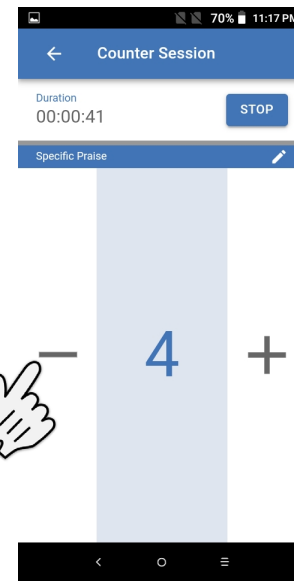 70% 11:17 PM
Counter Session
Duration
00:00:41
STOP
Specific Praise
4